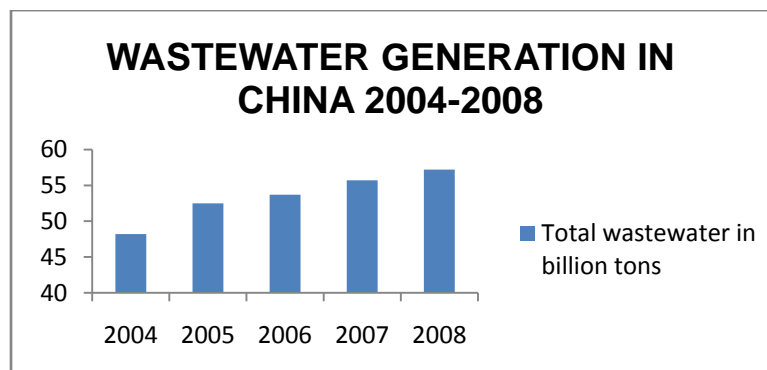 WASTEWATER GENERATION IN
CHINA 2004-2008
60
55
50
45
40
2004 2005 2006 2007 2008
Total wastewater in
billion tons